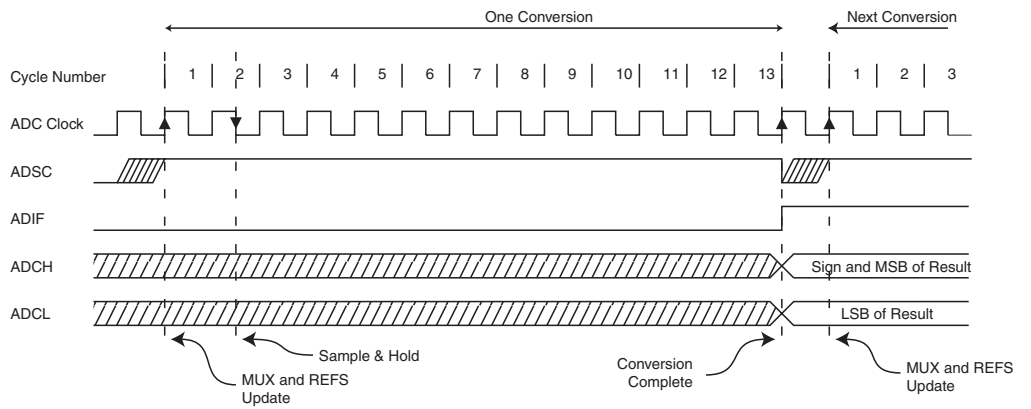 One Conversion
Next Conversion
Cycle Number 1 2 3 4 5 6 7 8 9 10 11 12 13 1 2 3
ADC Clock
ADSC
ADIF
ADCH Sign and MSB of Result
ADCL LSB of Result
Sample & Hold
MUX and REFS
Update
Conversion
Complete
MUX and REFS
Update